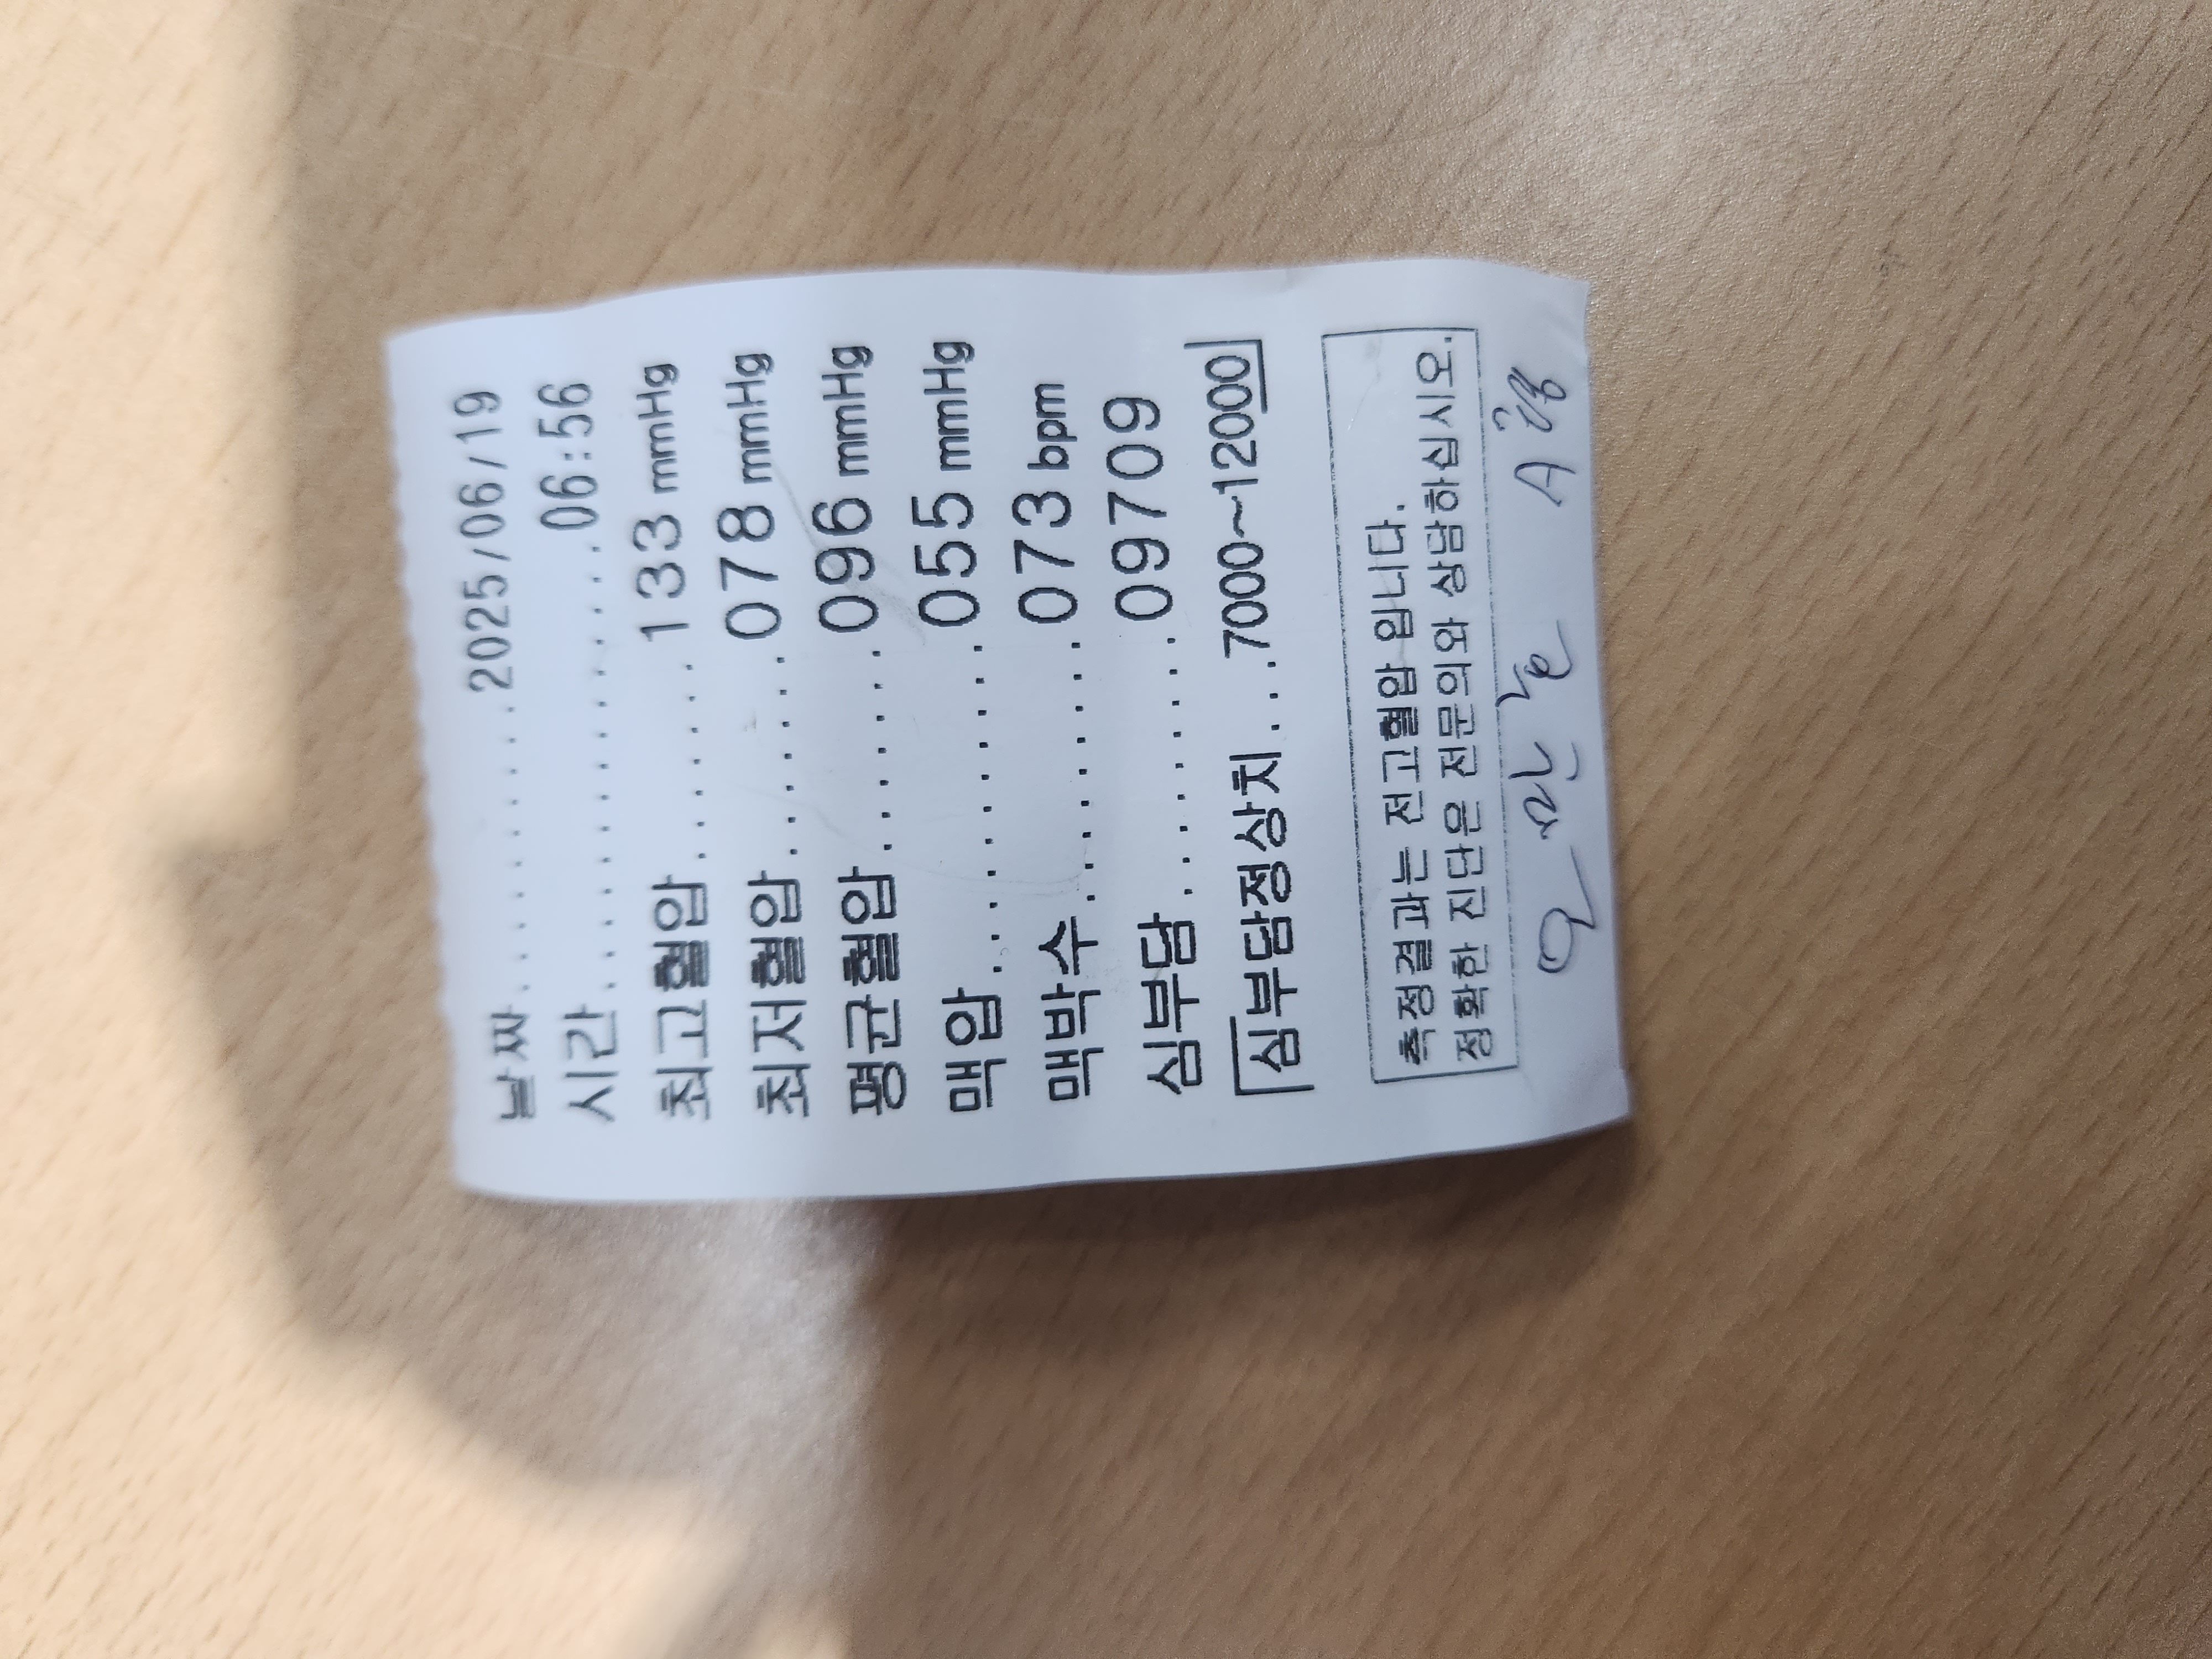 날짜................2025/06/19
시간..................06:56
최고혈압........133 mmHg
최저혈압........078 mmHg
평균혈압........096 mmHg
맥압............055 mmHg
맥박수..........073 bpm
심부담..........09709
심부담정상치...7000~12000
측정결과는 전고혈압 입니다.
정확한 진단은 전문의와 상담하십시오.
A형